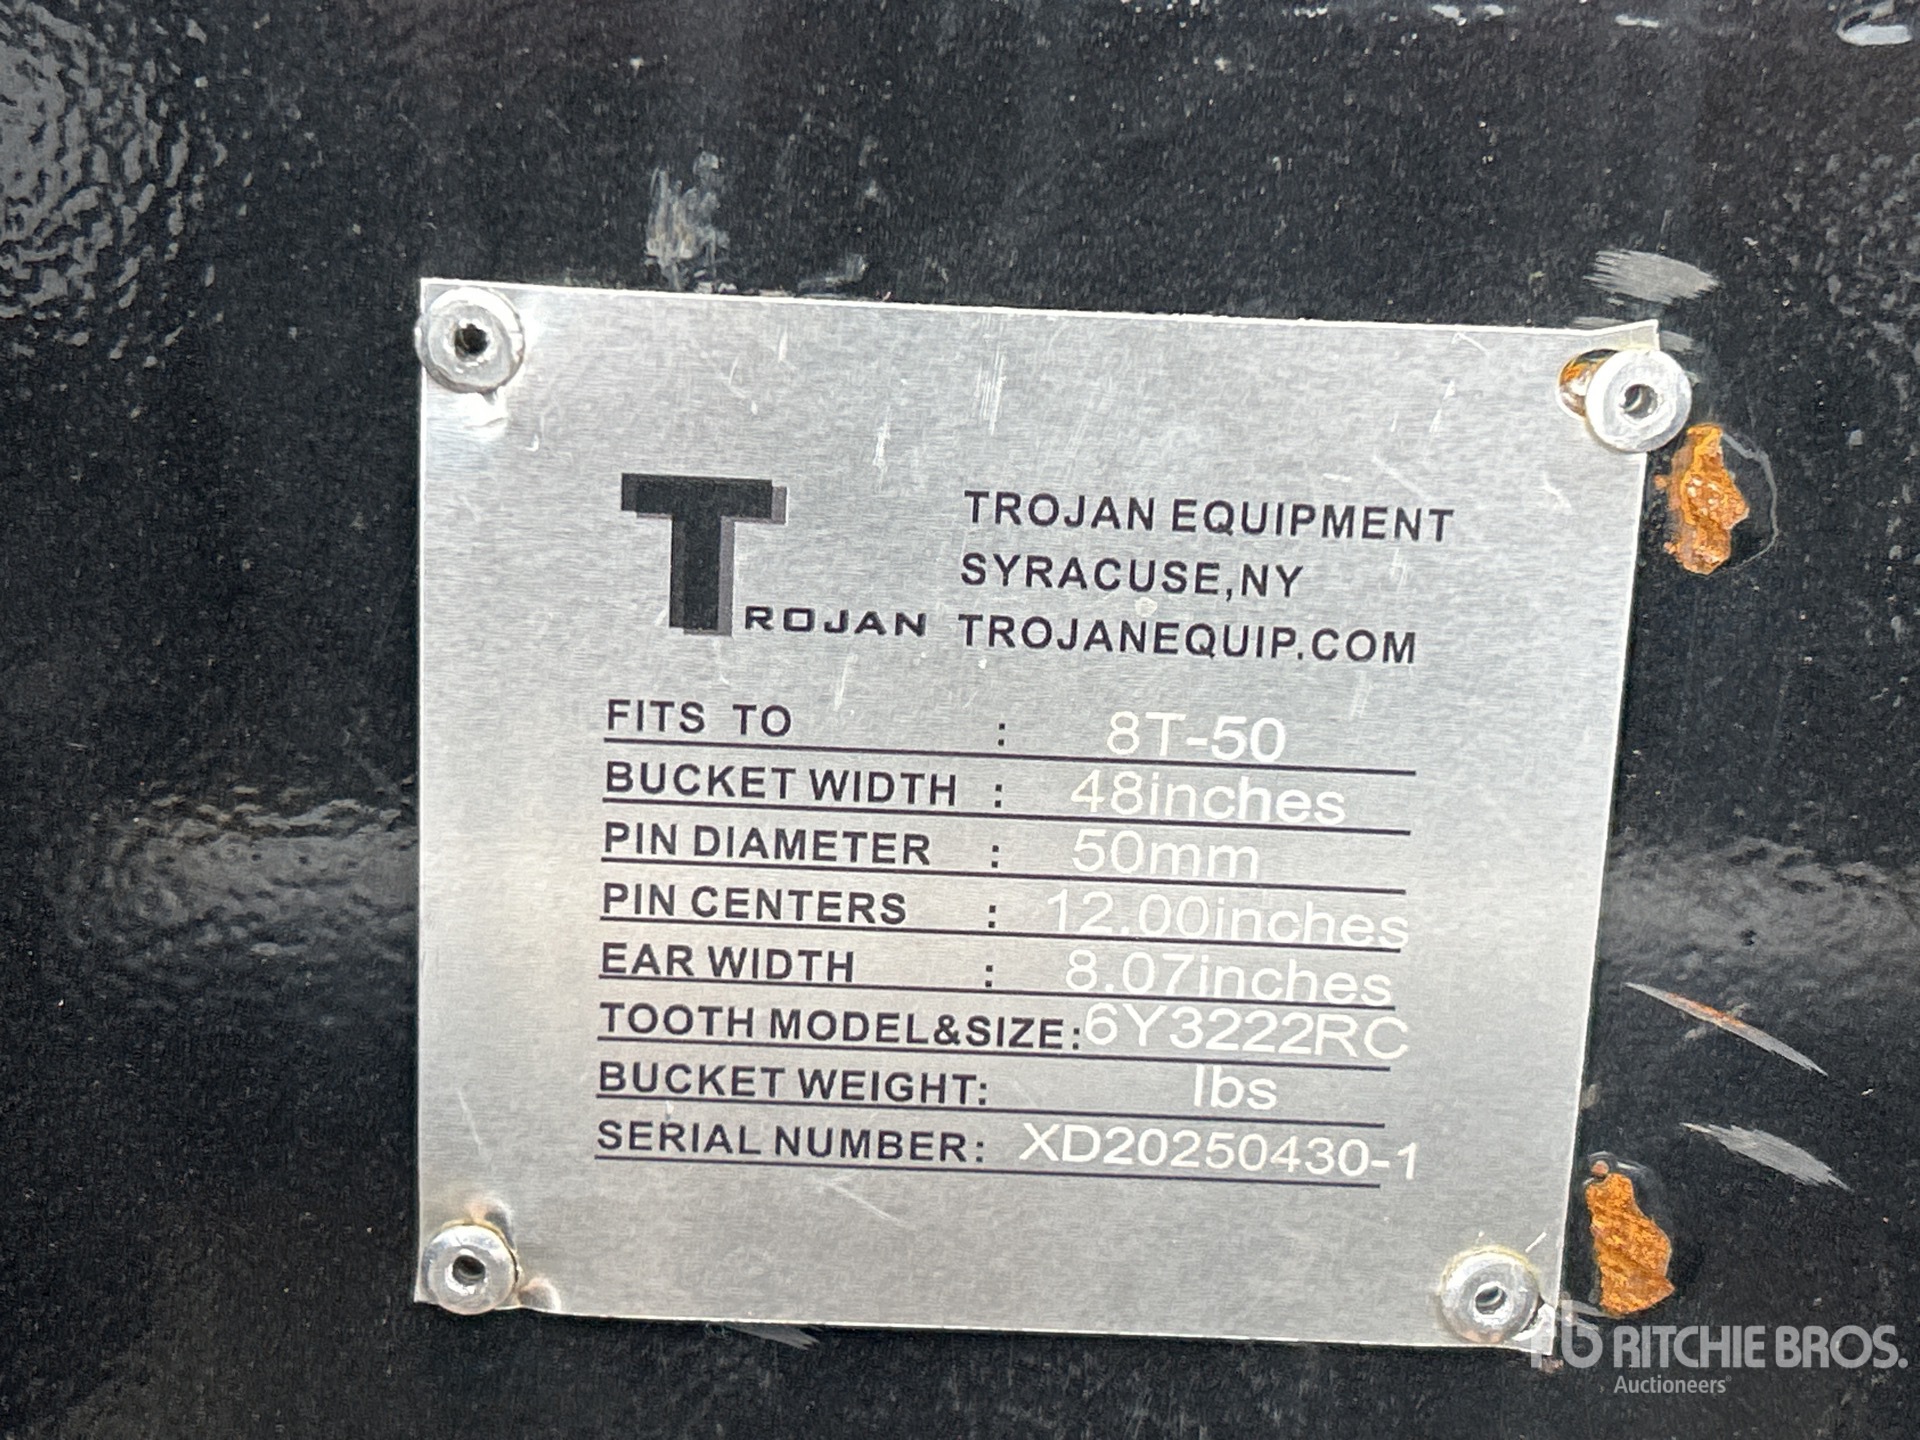 TROJAN
TROJAN EQUIPMENT
SYRACUSE,NY
TROJANEQUIP.COM
FITS TO : 8T-50
BUCKET WIDTH : 48inches
PIN DIAMETER : 50mm
PIN CENTERS : 12.00inches
EAR WIDTH : 8.07inches
TOOTH MODEL&SIZE: 6Y3222RC
BUCKET WEIGHT: lbs
SERIAL NUMBER: XD20250430-1
rb RITCHIE BROS.
Auctioneers